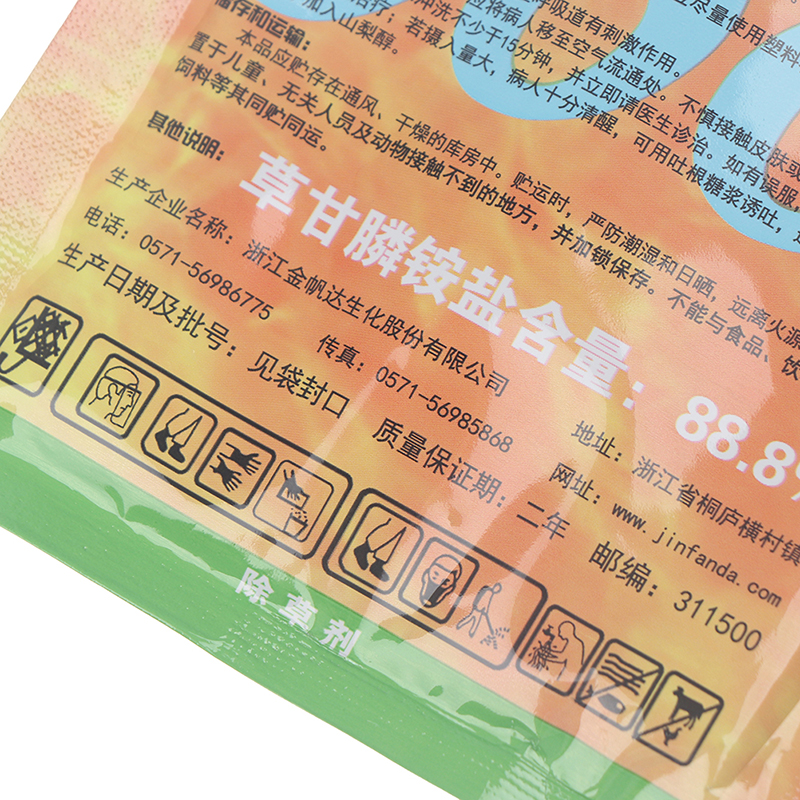 尽量使用塑料
呼吸道有刺激作用。
应将病人移至空气流通处。不慎接触皮肤或
冲洗不少于15分钟，并立即请医生诊治。如有误服
治疗；若摄入量大，病人十分清醒，可用吐根糖浆诱吐，
加入山梨醇。
储存和运输：
本品应贮存在通风、干燥的库房中。贮运时，严防潮湿和日晒，远离火源
置于儿童、无关人员及动物接触不到的地方，并加锁保存。不能与食品、饮
饲料等其同贮同运。
其他说明：
草甘膦铵盐含量：88.8%
生产企业名称：浙江金帆达生化股份有限公司
地址：浙江省桐庐横村镇
电话：0571-56986775
传真：0571-56985868
网址：www.jinfanda.com
生产日期及批号：见袋封口
质量保证期：二年
邮编：311500
除草剂